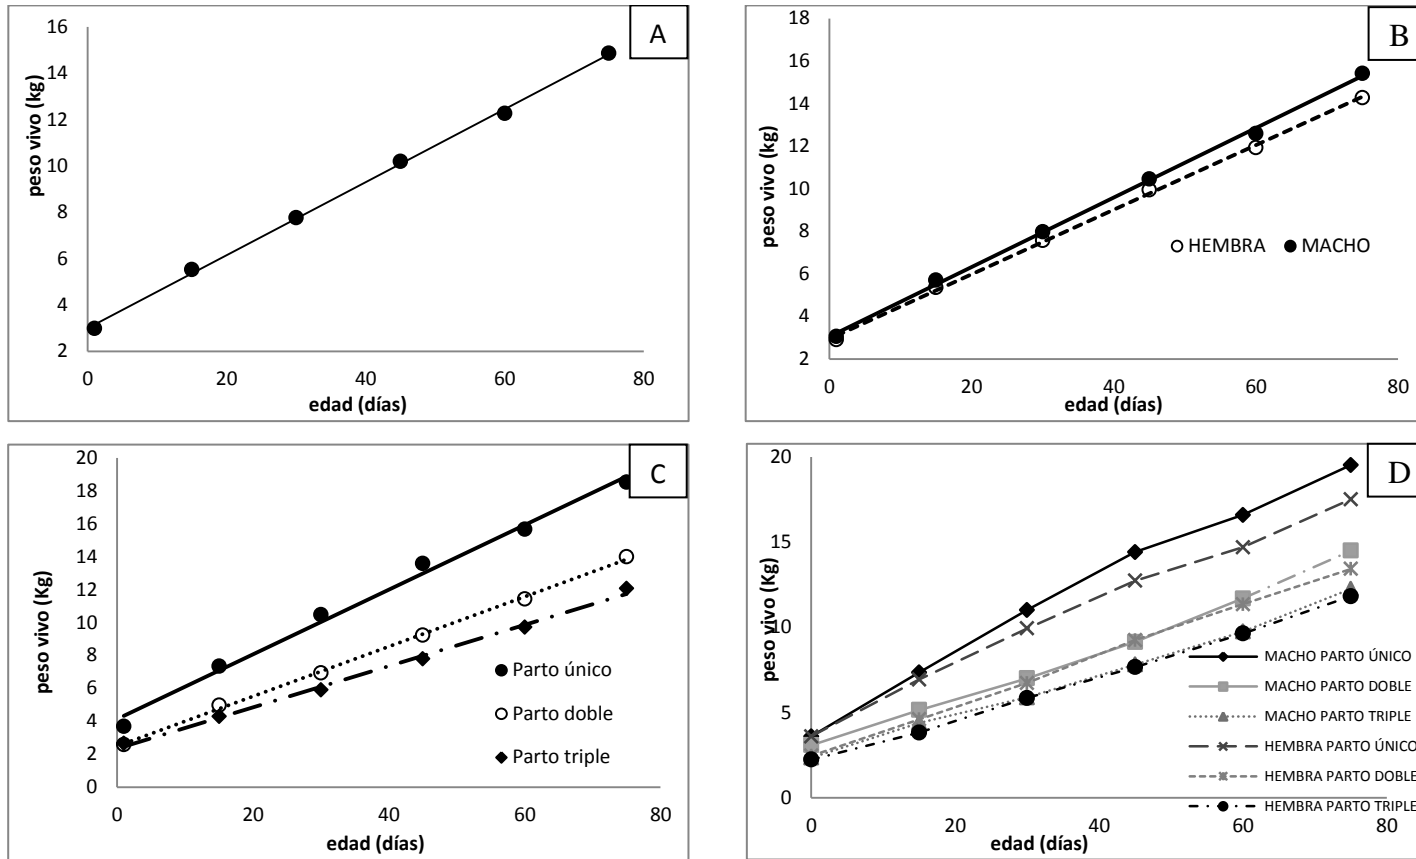 A
16
14
12
10
8
6
4
2
peso vivo (kg)
0
20
40
60
80
edad (días)
B
18
16
14
12
10
8
6
4
2
peso vivo (kg)
HEMBRA
MACHO
0
20
40
60
80
edad (días)
C
20
18
16
14
12
10
8
6
4
2
0
peso vivo (Kg)
Parto único
Parto doble
Parto triple
0
20
40
60
80
edad (días)
D
20
15
10
5
0
peso vivo (Kg)
MACHO PARTO ÚNICO
MACHO PARTO DOBLE
MACHO PARTO TRIPLE
HEMBRA PARTO ÚNICO
HEMBRA PARTO DOBLE
HEMBRA PARTO TRIPLE
0
20
40
60
80
edad (días)